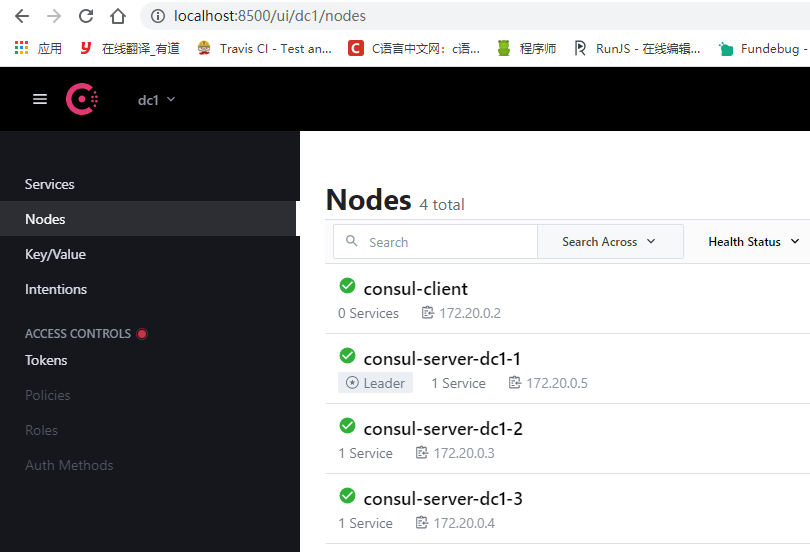 localhost:8500/ui/dc1/nodes
应用 在线翻译_有道 Travis CI - Test an... C语言中文网：c语... 程序师 RunJS - 在线编辑... Fundebug -
dc1
Services
Nodes
Key/Value
Intentions
ACCESS CONTROLS
Tokens
Policies
Roles
Auth Methods
Nodes 4 total
Search Search Across Health Status
consul-client
0 Services 172.20.0.2
consul-server-dc1-1
Leader 1 Service 172.20.0.5
consul-server-dc1-2
1 Service 172.20.0.3
consul-server-dc1-3
1 Service 172.20.0.4